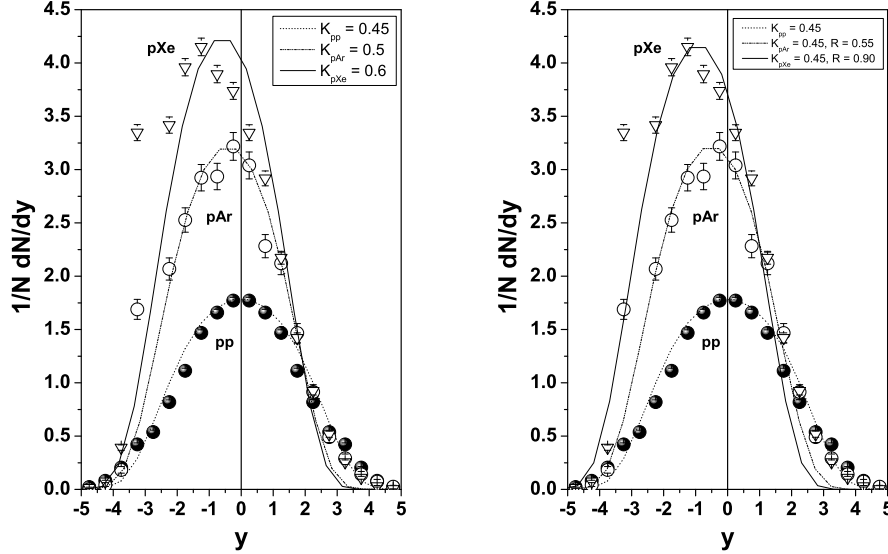 4.5
4.0
3.5
3.0
2.5
2.0
1.5
1.0
0.5
0.0
1/N dN/dy
-5 -4 -3 -2 -1 0 1 2 3 4 5
y
pXe
pAr
pp
K_pp = 0.45
K_pAr = 0.5
K_pXe = 0.6
4.5
4.0
3.5
3.0
2.5
2.0
1.5
1.0
0.5
0.0
1/N dN/dy
-5 -4 -3 -2 -1 0 1 2 3 4 5
y
pXe
pAr
pp
K_pp = 0.45
K_pAr = 0.45, R = 0.55
K_pXe = 0.45, R = 0.90